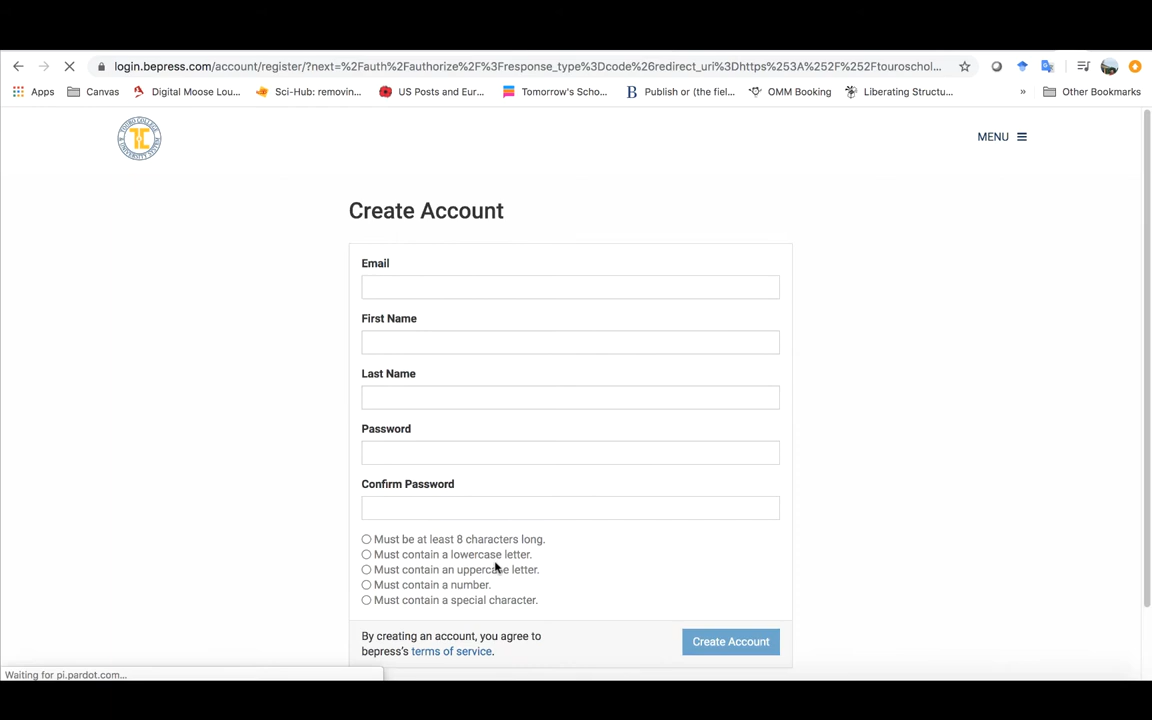 login.bepress.com/account/register/?next=%2Fauth%2Fauthorize%2F%3Fresponse_type%3Dcode%26redirect_uri%3Dhttps%253A%252F%252Ftouroschol...
Apps Canvas Digital Moose Lou... Sci-Hub: removin... US Posts and Eur... Tomorrow's Scho... B Publish or (the fiel... OMM Booking Liberating Structu... » Other Bookmarks
MENU
Create Account
Email
First Name
Last Name
Password
Confirm Password
Must be at least 8 characters long.
Must contain a lowercase letter.
Must contain an uppercase letter.
Must contain a number.
Must contain a special character.
By creating an account, you agree to
bepress's terms of service.
Create Account
Waiting for pi.pardot.com...